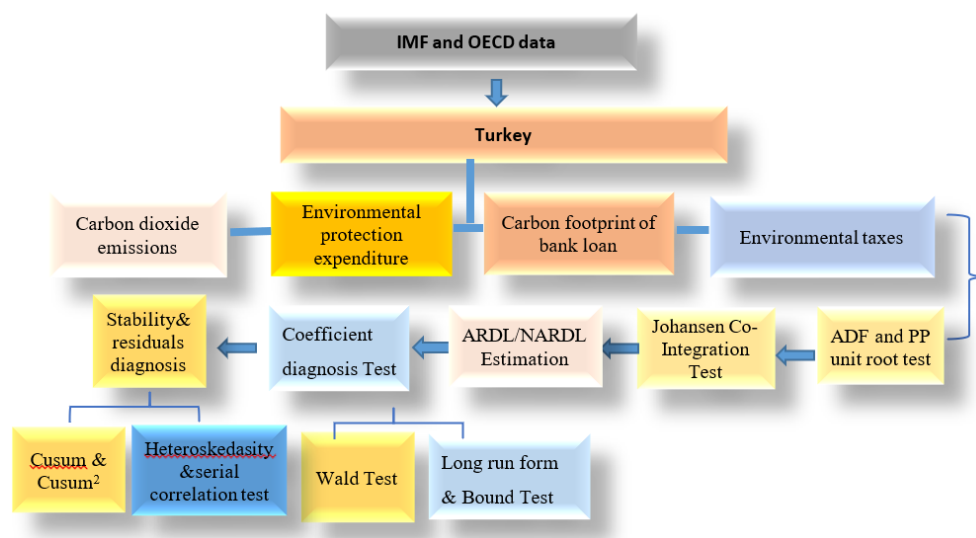 IMF and OECD data
Turkey
Carbon dioxide
emissions
Environmental
protection
expenditure
Carbon footprint of
bank loan
Environmental taxes
Stability&
residuals
diagnosis
Coefficient
diagnosis Test
ARDL/NARDL
Estimation
Johansen Co-
Integration
Test
ADF and PP
unit root test
Cusum &
Cusum²
Heteroskedasity
&serial
correlation test
Wald Test
Long run form
& Bound Test